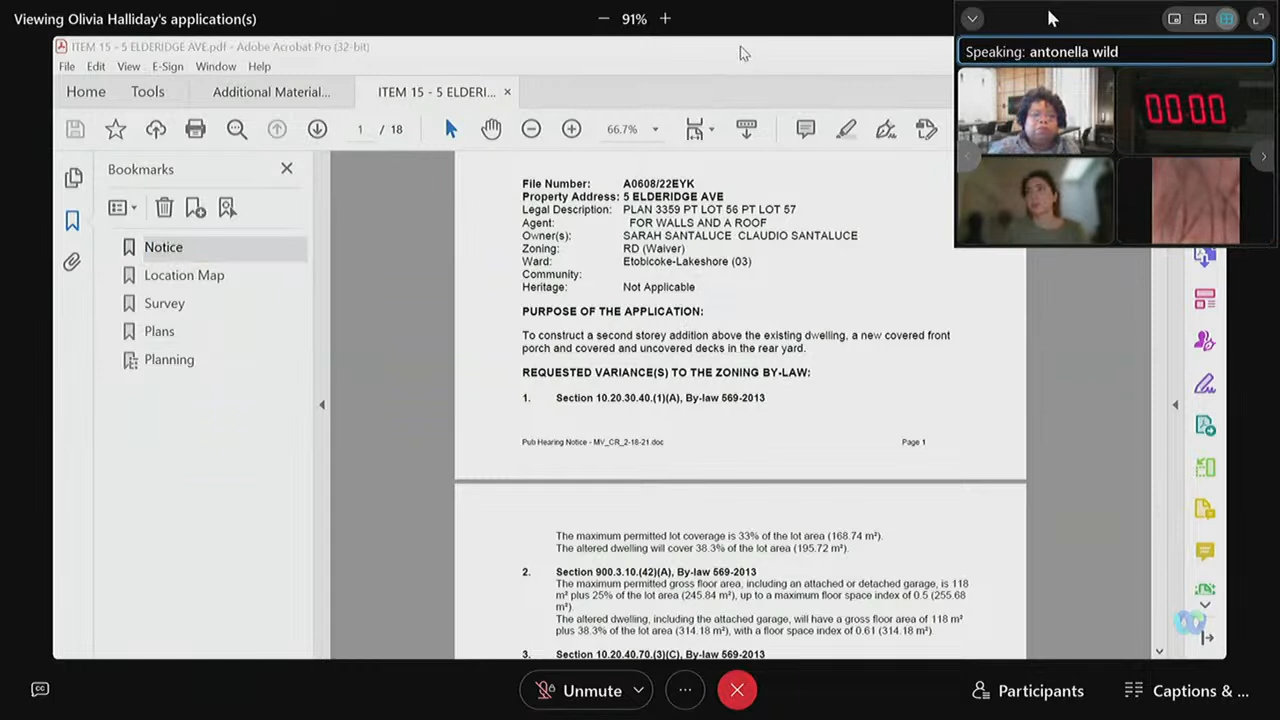 Viewing Olivia Halliday's application(s)
91%
Speaking: antonella wild
00:00
ITEM 15 - 5 ELDERIDGE AVE.pdf - Adobe Acrobat Pro (32-bit)
File Edit View E-Sign Window Help
Home Tools Additional Material... ITEM 15 - 5 ELDERI...
1 / 18 66.7%
Bookmarks
Notice
Location Map
Survey
Plans
Planning
File Number: A0608/22EYK
Property Address: 5 ELDERIDGE AVE
Legal Description: PLAN 3359 PT LOT 56 PT LOT 57
Agent: FOR WALLS AND A ROOF
Owner(s): SARAH SANTALUCE CLAUDIO SANTALUCE
Zoning: RD (Waiver)
Ward: Etobicoke-Lakeshore (03)
Community:
Heritage: Not Applicable
PURPOSE OF THE APPLICATION:
To construct a second storey addition above the existing dwelling, a new covered front
porch and covered and uncovered decks in the rear yard.
REQUESTED VARIANCE(S) TO THE ZONING BY-LAW:
1. Section 10.20.30.40.(1)(A), By-law 569-2013
Pub Hearing Notice - MV_CR_2-18-21.doc Page 1
The maximum permitted lot coverage is 33% of the lot area (168.74 m²).
The altered dwelling will cover 38.3% of the lot area (195.72 m²).
2. Section 900.3.10.(42)(A), By-law 569-2013
The maximum permitted gross floor area, including an attached or detached garage, is 118
m² plus 25% of the lot area (245.84 m²), up to a maximum floor space index of 0.5 (255.68
m²).
The altered dwelling, including the attached garage, will have a gross floor area of 118 m²
plus 38.3% of the lot area (314.18 m²), with a floor space index of 0.61 (314.18 m²).
3. Section 10.20.40.70.(3)(C), By-law 569-2013
CC
Unmute
Participants
Captions & ...